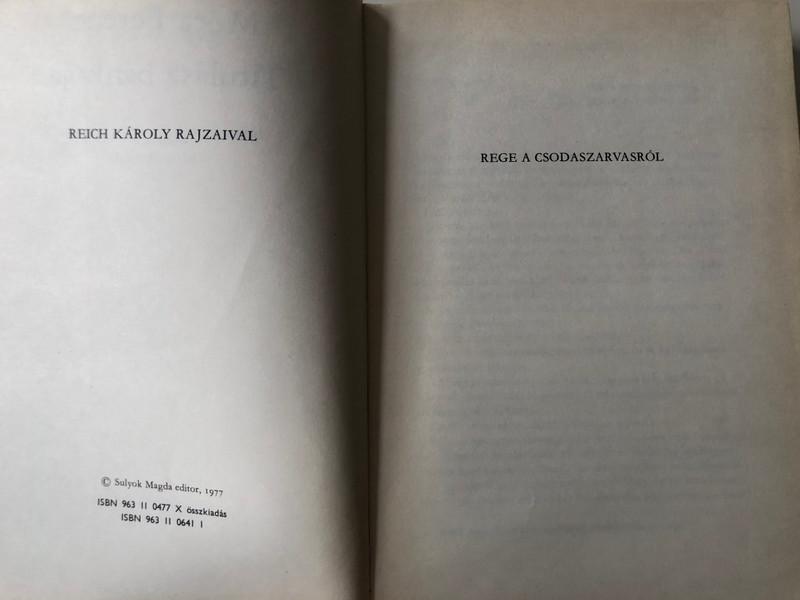 REICH KÁROLY RAJZAIVAL
© Sulyok Magda editor, 1977
ISBN 963 11 0477 X összkiadás
ISBN 963 11 0641 1
REGE A CSODASZARVASRÓL